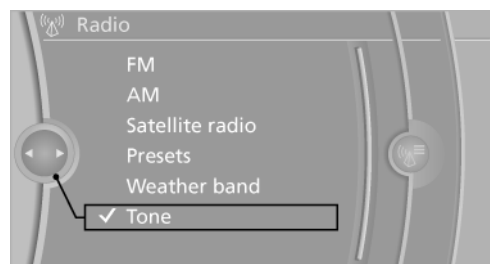 Radio
FM
AM
Satellite radio
Presets
Weather band
✓ Tone